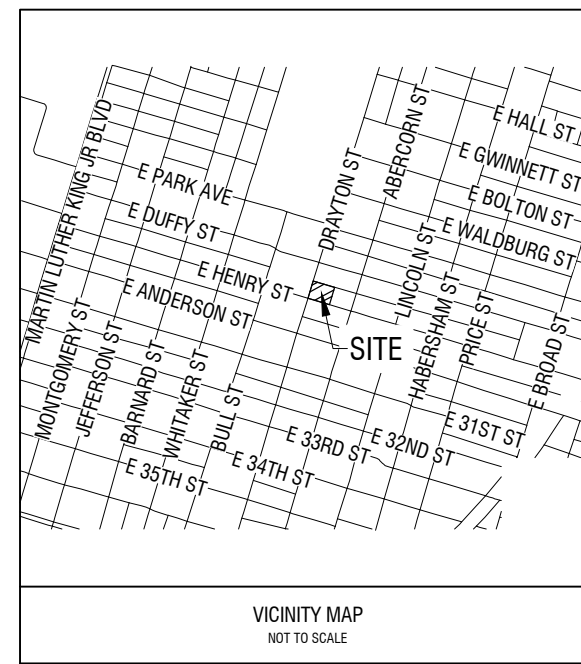 E HALL ST
E GWINNETT ST
E BOLTON ST
E WALDBURG ST
ABERCORN ST
DRAYTON ST
MARTIN LUTHER KING JR BLVD
E PARK AVE
E DUFFY ST
E HENRY ST
E ANDERSON ST
SITE
LINCOLN ST
HABERSHAM ST
PRICE ST
E BROAD ST
MONTGOMERY ST
JEFFERSON ST
BARNARD ST
WHITAKER ST
BULL ST
E 31ST ST
E 32ND ST
E 33RD ST
E 34TH ST
E 35TH ST
VICINITY MAP
NOT TO SCALE